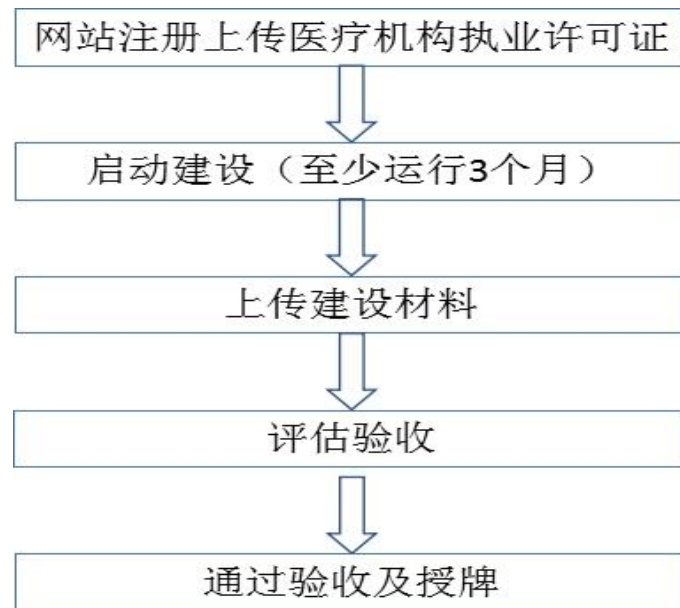 网站注册上传医疗机构执业许可证
启动建设（至少运行3个月）
上传建设材料
评估验收
通过验收及授牌